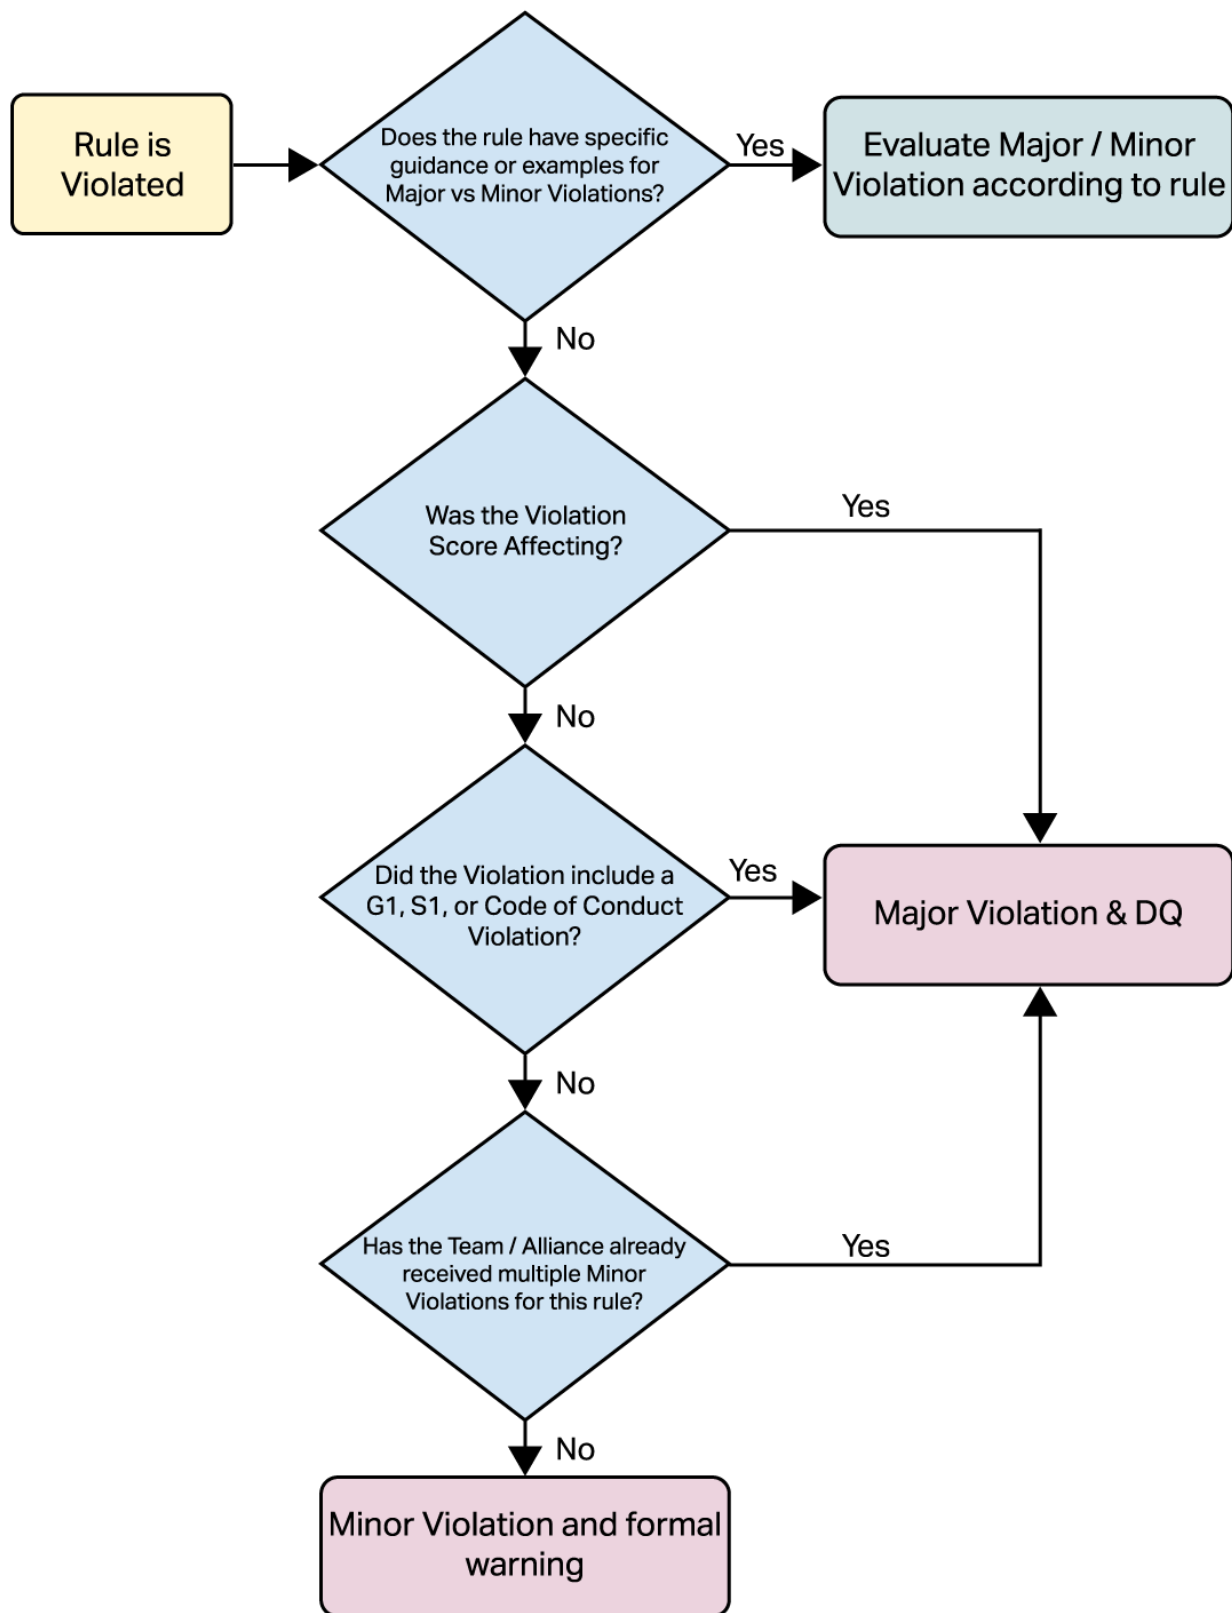 Rule is
Violated
Does the rule have specific
guidance or examples for
Major vs Minor Violations?
Yes
Evaluate Major / Minor
Violation according to rule
No
Was the Violation
Score Affecting?
Yes
No
Did the Violation include a
G1, S1, or Code of Conduct
Violation?
Yes
Major Violation & DQ
No
Has the Team / Alliance already
received multiple Minor
Violations for this rule?
Yes
No
Minor Violation and formal
warning